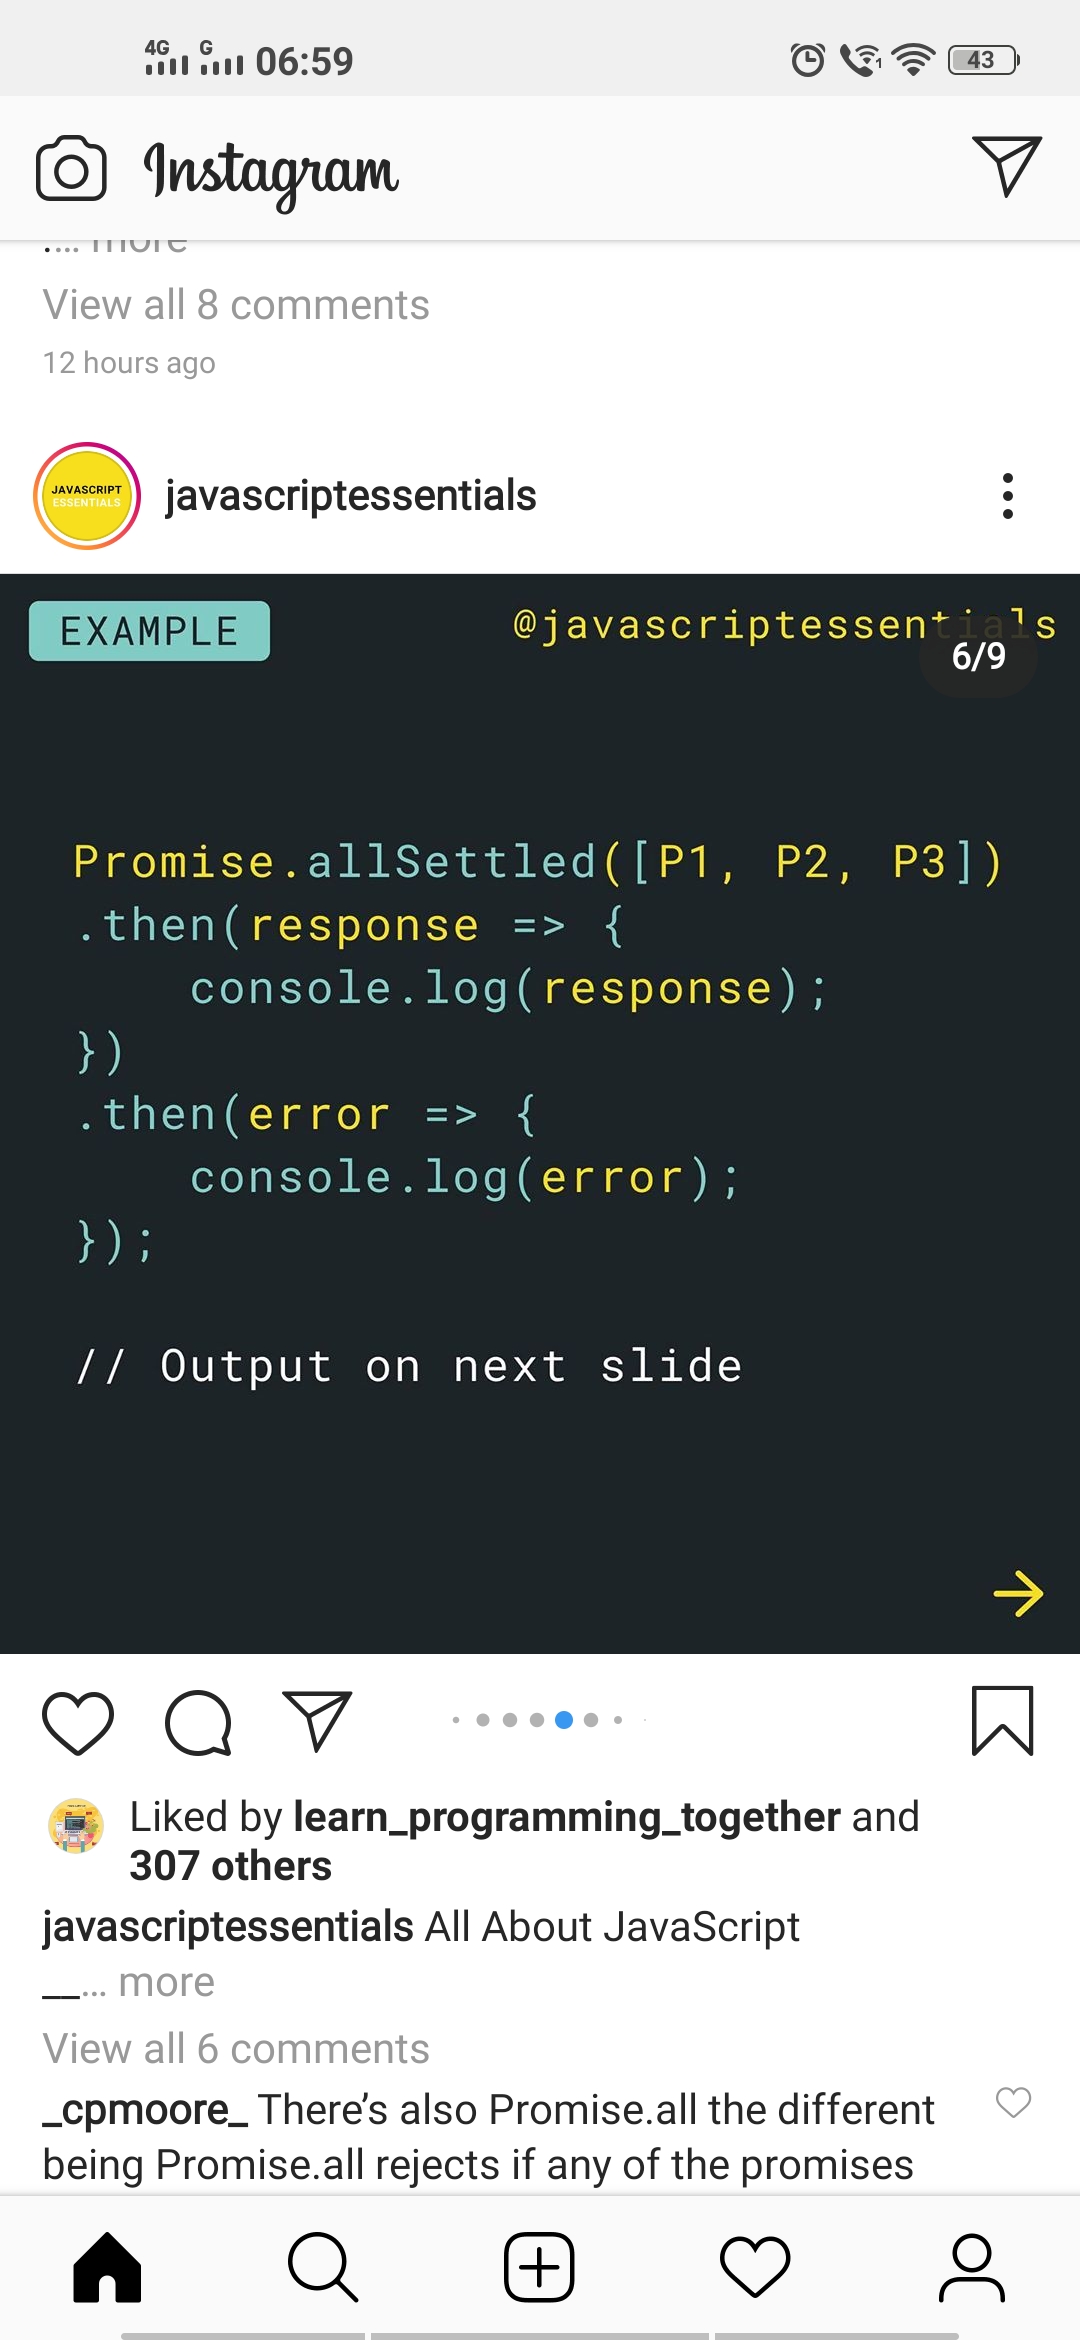 4G G 06:59 1 43
Instagram
.... more
View all 8 comments
12 hours ago
JAVASCRIPT
ESSENTIALS
javascriptessentials
EXAMPLE
@javascriptessentials
6/9
Promise.allSettled([P1, P2, P3])
.then(response => {
console.log(response);
})
.then(error => {
console.log(error);
});
// Output on next slide
Liked by learn_programming_together and
307 others
javascriptessentials All About JavaScript
__... more
View all 6 comments
_cpmoore_ There's also Promise.all the different
being Promise.all rejects if any of the promises